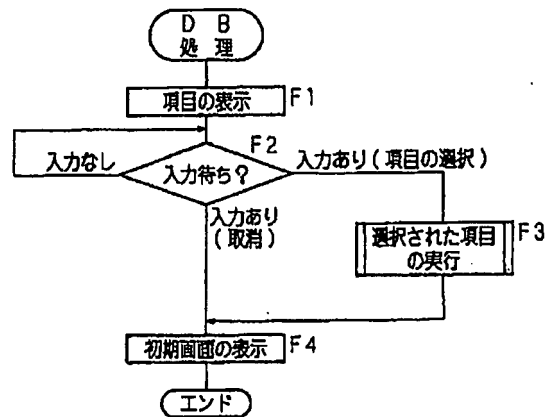 D B
処 理
項目の表示
F1
F2
入力なし
入力待ち?
入力あり(項目の選択)
入力あり
(取消)
選択された項目
の実行
F3
初期画面の表示
F4
エンド